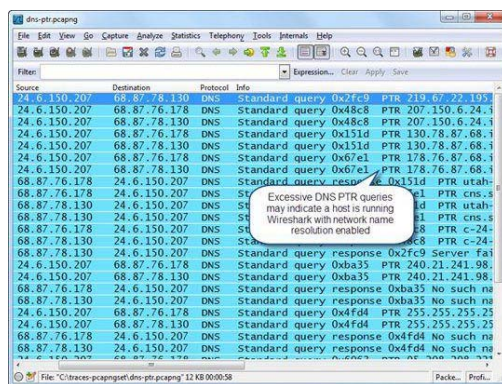 dns-ptr.pcapng
File Edit View Go Capture Analyze Statistics Telephony Tools Internals Help
Filter: Expression... Clear Apply Save
Source Destination Protocol Info
24.6.150.207 68.87.78.130 DNS Standard query 0x2fc9 PTR 219.67.22.195.
24.6.150.207 68.87.76.178 DNS Standard query 0x48c8 PTR 207.150.6.24.i
24.6.150.207 68.87.78.130 DNS Standard query 0x48c8 PTR 207.150.6.24.i
24.6.150.207 68.87.76.178 DNS Standard query 0x151d PTR 130.78.87.68.i
24.6.150.207 68.87.78.130 DNS Standard query 0x151d PTR 130.78.87.68.i
24.6.150.207 68.87.76.178 DNS Standard query 0x67e1 PTR 178.76.87.68.i
24.6.150.207 68.87.78.130 DNS Standard query 0x67e1 PTR 178.76.87.68.i
68.87.76.178 24.6.150.207 DNS Standard query response 0x151d PTR utah-
68.87.76.178 24.6.150.207 PTR cns.s
68.87.78.130 24.6.150.207 PTR utah-
68.87.78.130 24.6.150.207 PTR cns.s
68.87.76.178 24.6.150.207 PTR c-24-
68.87.78.130 24.6.150.207 PTR c-24-
Excessive DNS PTR queries
may indicate a host is running
Wireshark with network name
resolution enabled
68.87.78.130 24.6.150.207 DNS Standard query response 0x2fc9 Server fai
24.6.150.207 68.87.76.178 DNS Standard query 0xba35 PTR 240.21.241.98.
24.6.150.207 68.87.78.130 DNS Standard query 0xba35 PTR 240.21.241.98.
68.87.76.178 24.6.150.207 DNS Standard query response 0xba35 No such na
68.87.78.130 24.6.150.207 DNS Standard query response 0xba35 No such na
24.6.150.207 68.87.76.178 DNS Standard query 0x4fd4 PTR 255.255.255.25
24.6.150.207 68.87.78.130 DNS Standard query 0x4fd4 PTR 255.255.255.25
68.87.76.178 24.6.150.207 DNS Standard query response 0x4fd4 No such na
68.87.78.130 24.6.150.207 DNS Standard query response 0x4fd4 No such na
File: "C:\traces-pcapngset\dns-ptr.pcapng" 12 KB 00:00:58 Packe... Profi...